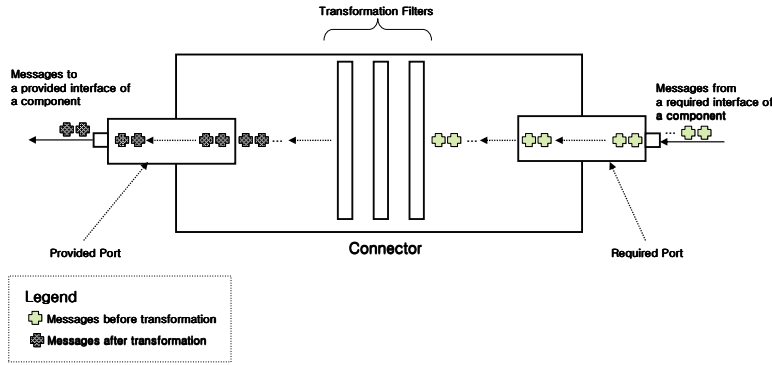 Transformation Filters
Messages to
a provided interface of
a component
Messages from
a required interface of
a component
...
...
...
Provided Port
Connector
Required Port
Legend
Messages before transformation
Messages after transformation